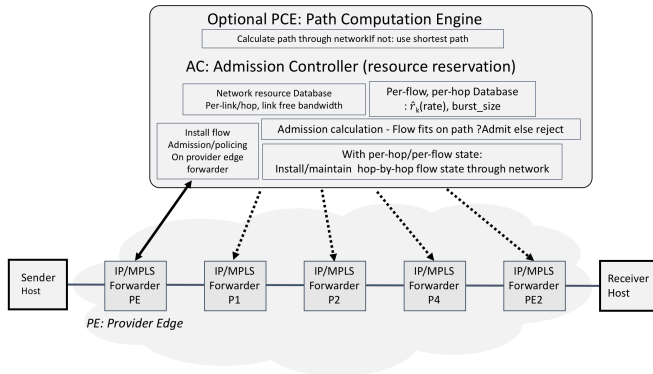 Optional PCE: Path Computation Engine
Calculate path through networkIf not: use shortest path
AC: Admission Controller (resource reservation)
Network resource Database
Per-link/hop, link free bandwidth
Per-flow, per-hop Database
: r̂ₖ(rate), burst_size
Install flow
Admission/policing
On provider edge
forwarder
Admission calculation - Flow fits on path ?Admit else reject
With per-hop/per-flow state:
Install/maintain hop-by-hop flow state through network
Sender
Host
IP/MPLS
Forwarder
PE
IP/MPLS
Forwarder
P1
IP/MPLS
Forwarder
P2
IP/MPLS
Forwarder
P4
IP/MPLS
Forwarder
PE2
Receiver
Host
PE: Provider Edge